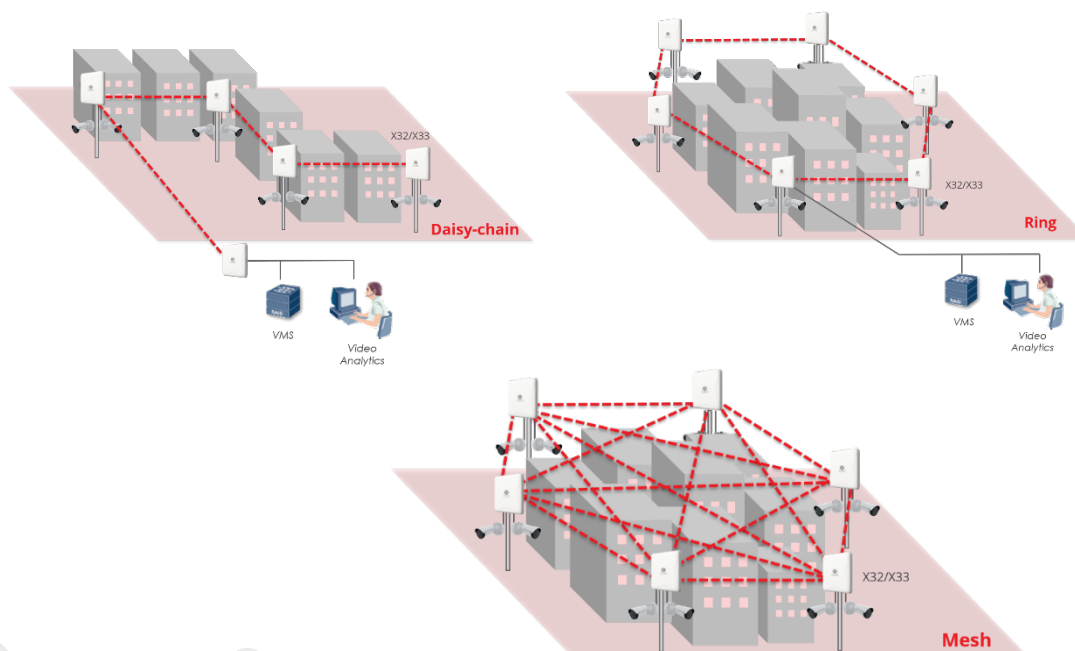 X32/X33
Daisy-chain
VMS
Video
Analytics
X32/X33
Ring
VMS
Video
Analytics
X32/X33
Mesh